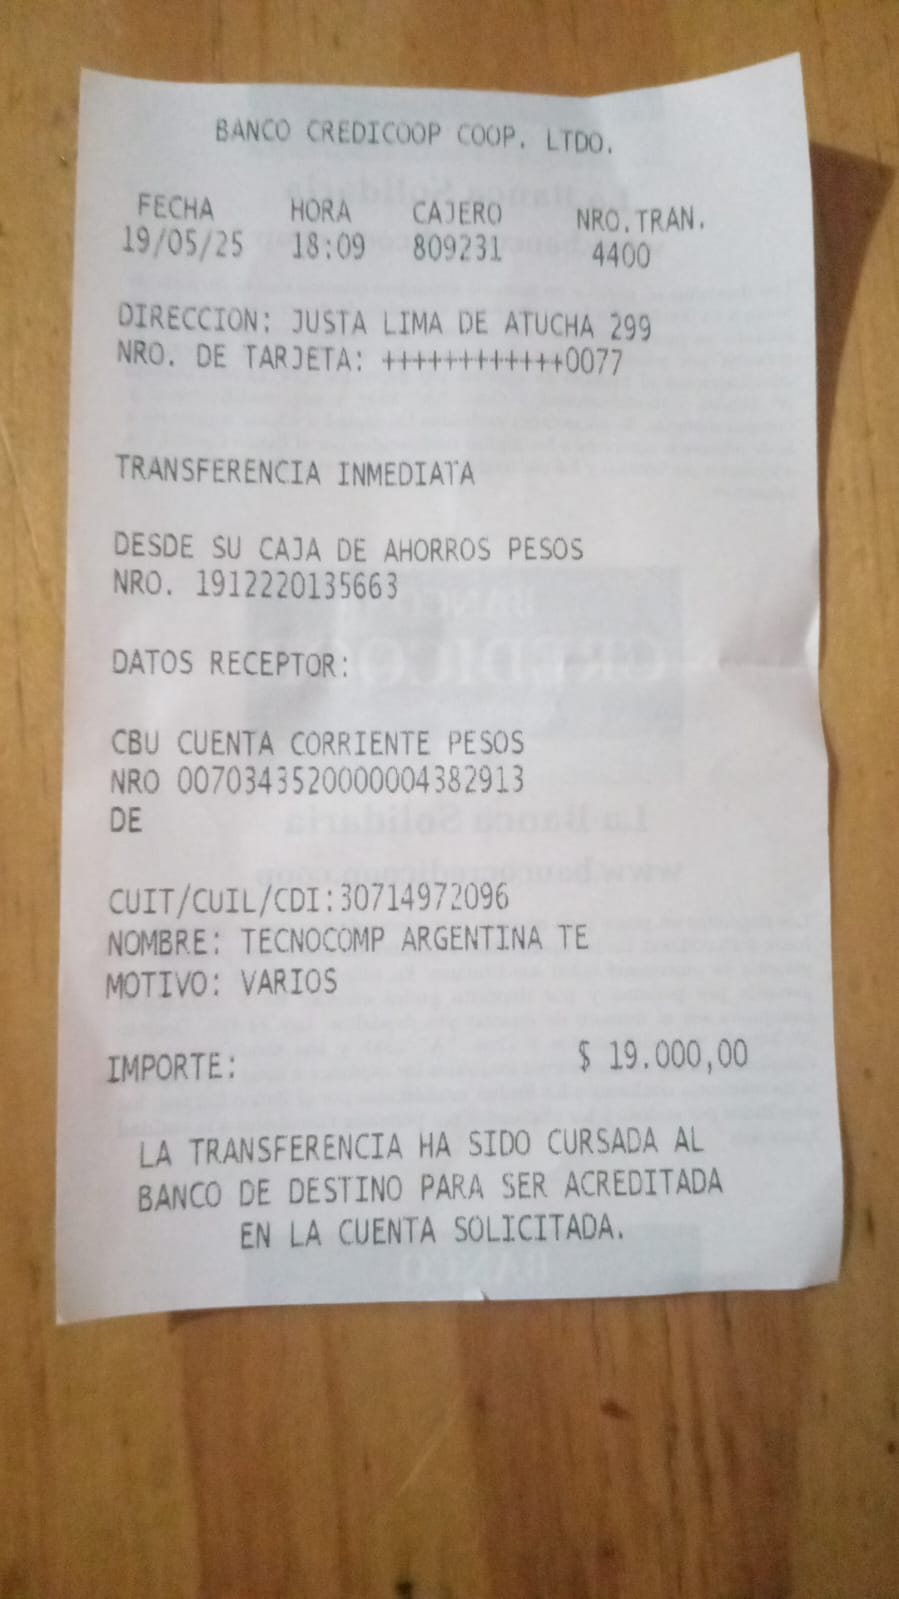 BANCO CREDICOOP COOP. LTDO.
FECHA HORA CAJERO NRO.TRAN.
19/05/25 18:09 809231 4400
DIRECCION: JUSTA LIMA DE ATUCHA 299
NRO. DE TARJETA: ++++++++++++0077
TRANSFERENCIA INMEDIATA
DESDE SU CAJA DE AHORROS PESOS
NRO. 1912220135663
DATOS RECEPTOR:
CBU CUENTA CORRIENTE PESOS
NRO 0070343520000004382913
DE
CUIT/CUIL/CDI:30714972096
NOMBRE: TECNOCOMP ARGENTINA TE
MOTIVO: VARIOS
IMPORTE: $ 19.000,00
LA TRANSFERENCIA HA SIDO CURSADA AL
BANCO DE DESTINO PARA SER ACREDITADA
EN LA CUENTA SOLICITADA.